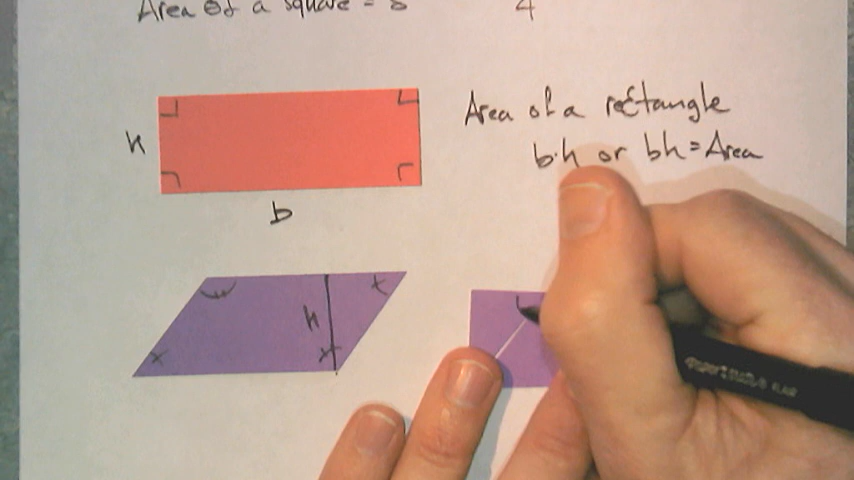 Area of a square = s
4
h
Area of a rectangle
b·h or bh = Area
b
h